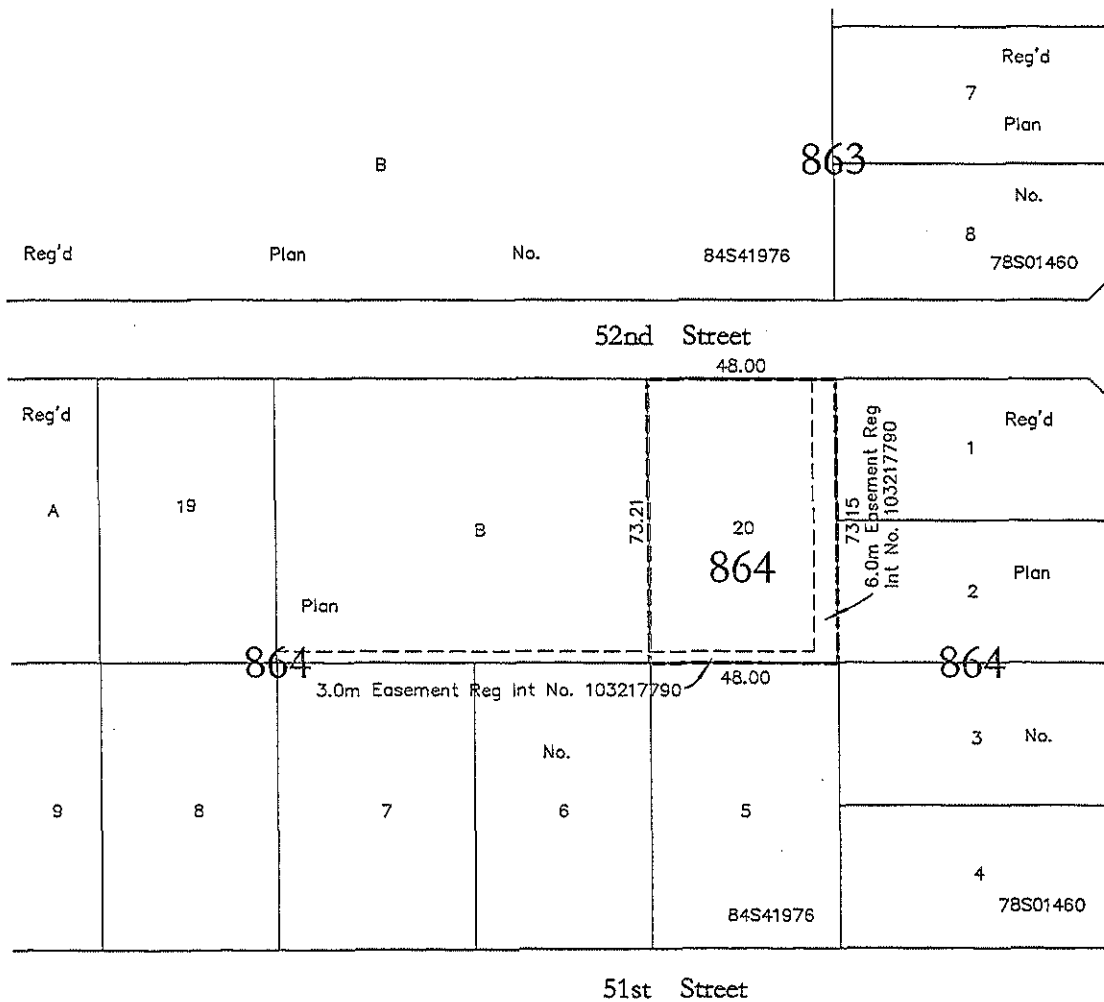 Reg'd
7
Plan
863
B
No.
8
Reg'd Plan No. 84S41976
78S01460
52nd Street
48.00
Reg'd
Reg'd
1
A
19
B
73.21
20
864
73.15
6.0m Easement Reg
Int No. 103217790
2
Plan
Plan
864
864
3.0m Easement Reg Int No. 103217790
48.00
3 No.
No.
9
8
7
6
5
4
84S41976
78S01460
51st Street